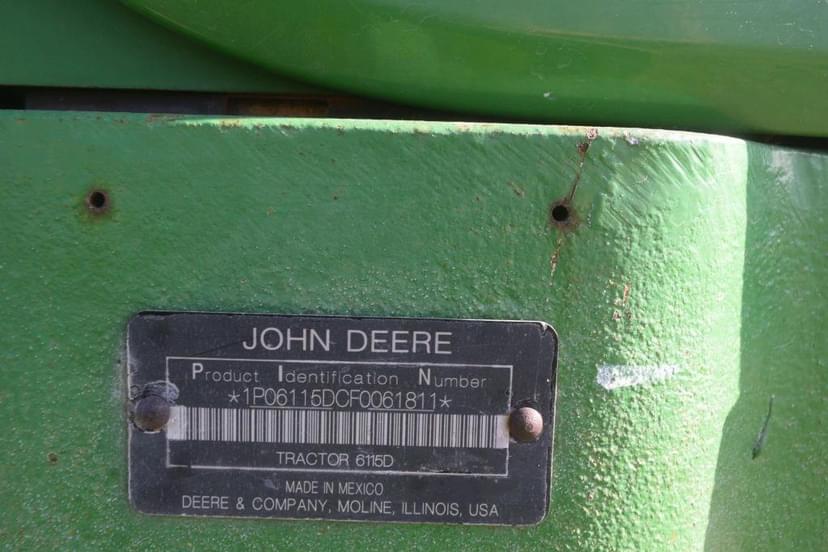 JOHN DEERE
Product Identification Number
*1P06115DCF0061811*
TRACTOR 6115D
MADE IN MEXICO
DEERE & COMPANY, MOLINE, ILLINOIS, USA